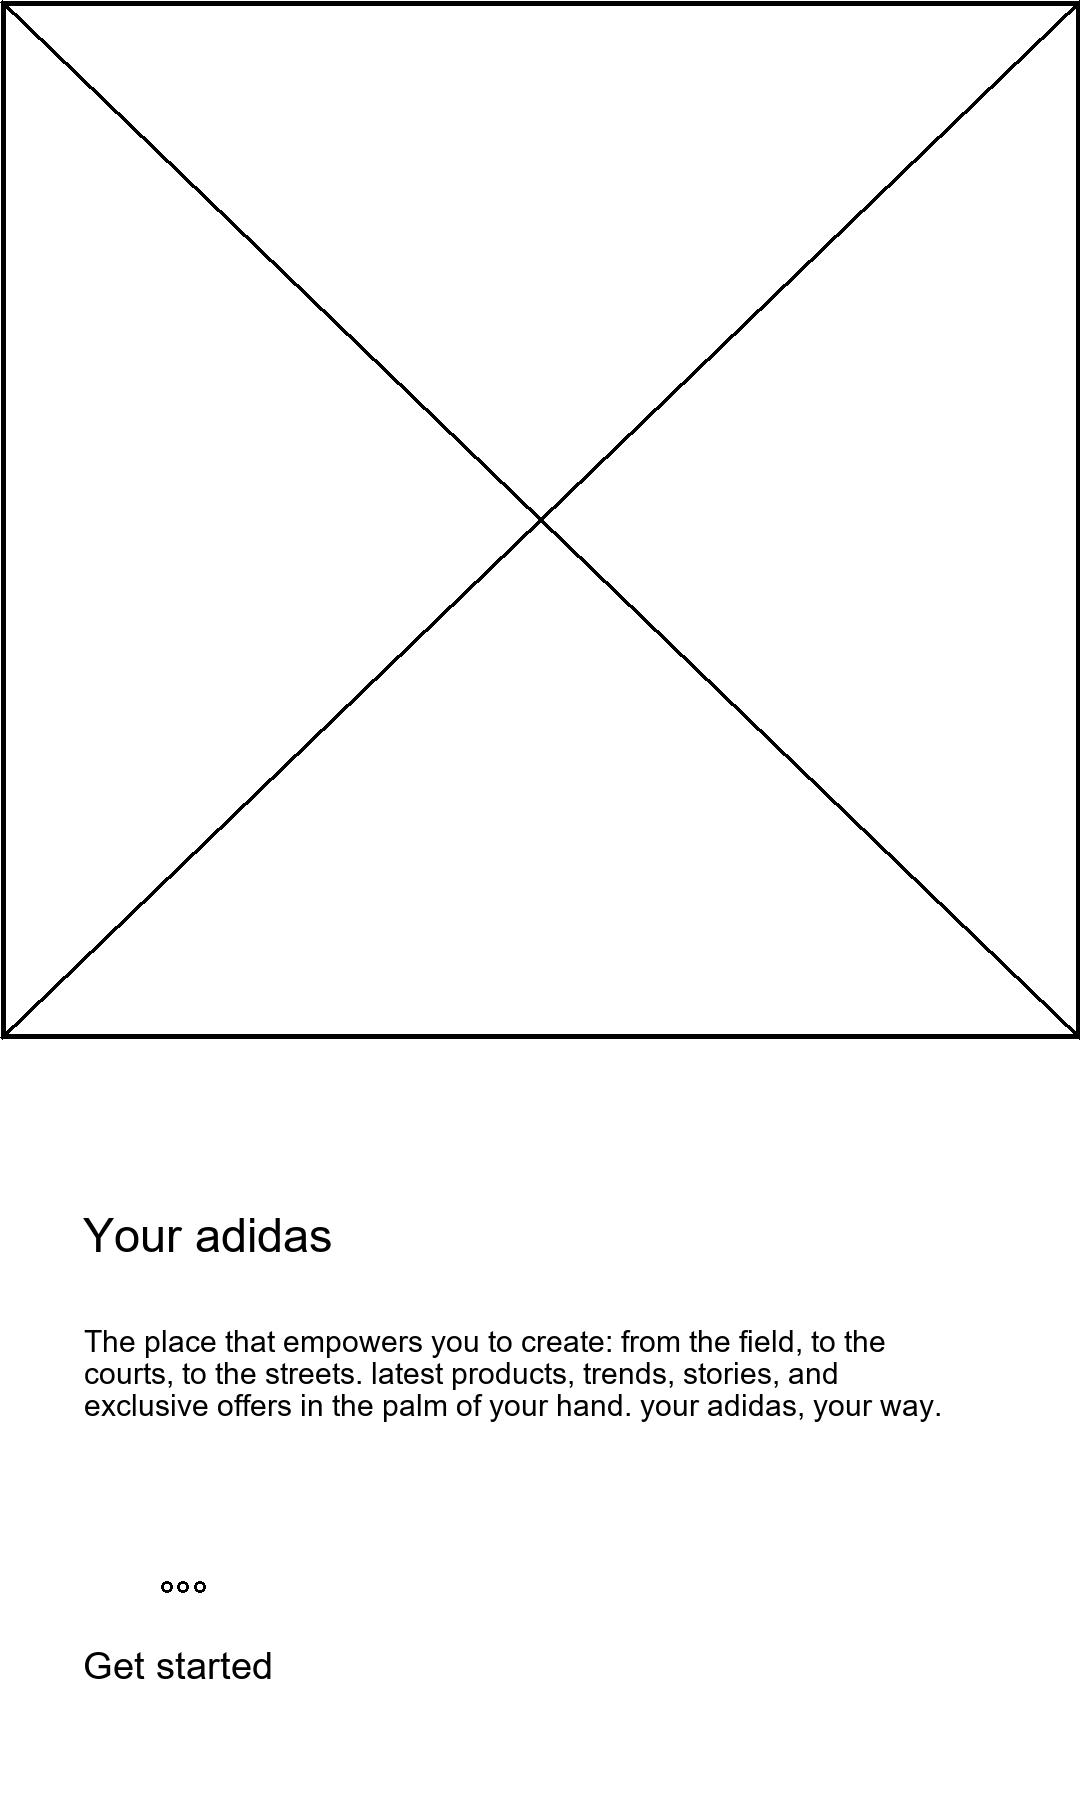 Your adidas
The place that empowers you to create: from the field, to the
courts, to the streets. latest products, trends, stories, and
exclusive offers in the palm of your hand. your adidas, your way.
Get started